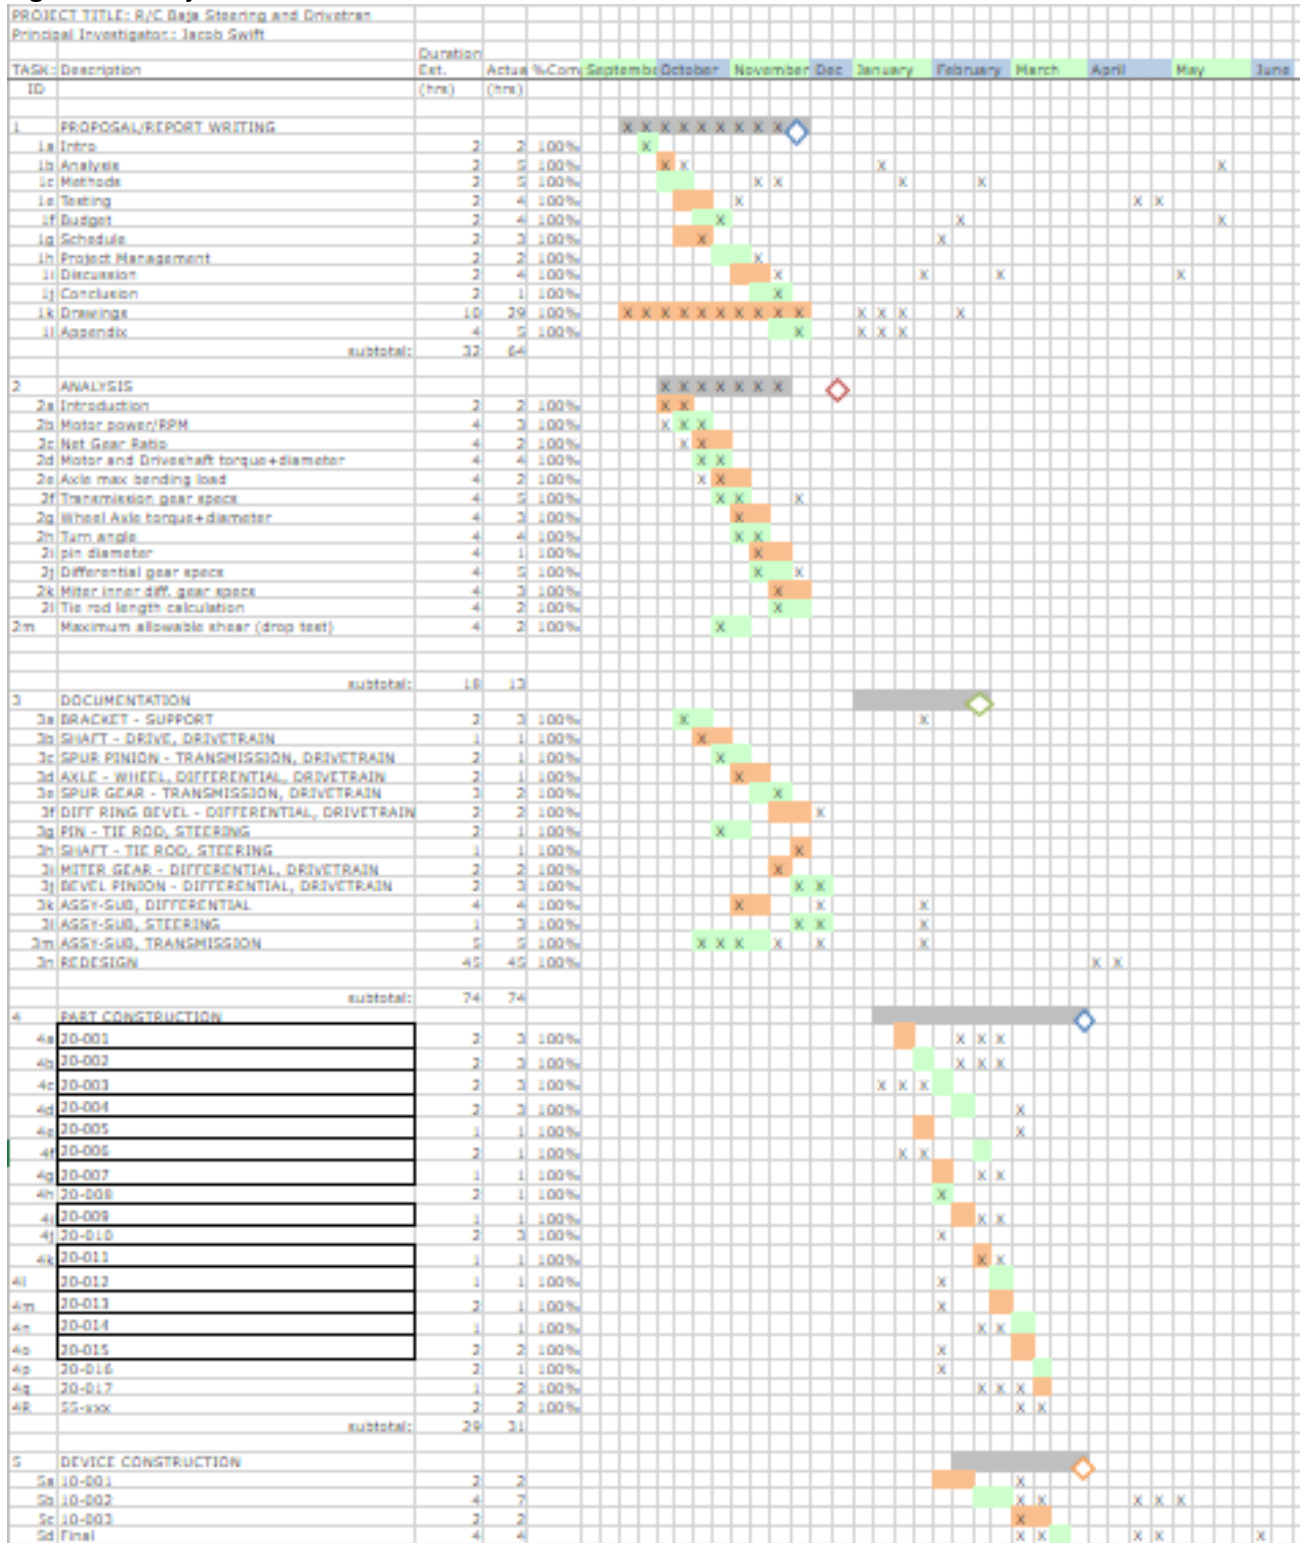 PROJECT TITLE: R/C Baja Steering and Drivetran
Principal Investigator.: Jacob Swift
Duration
TASK: Description Est. Actua %Com Septembe October November Dec January February March April May June
ID (hrs) (hrs)
1 PROPOSAL/REPORT WRITING X X X X X X X X X
1a Intro 2 2 100% X
1b Analysis 2 5 100% X X X X
1c Methods 2 5 100% X X X X
1e Testing 2 4 100% X X X
1f Budget 2 4 100% X X X
1g Schedule 2 3 100% X X
1h Project Management 2 2 100% X
1i Discussion 2 4 100% X X X X
1j Conclusion 2 1 100% X
1k Drawings 10 29 100% X X X X X X X X X X X X X X
1l Appendix 4 5 100% X X X X
subtotal: 32 64
2 ANALYSIS X X X X X X X
2a Introduction 2 2 100% X X
2b Motor power/RPM 4 3 100% X X X
2c Net Gear Ratio 4 2 100% X X
2d Motor and Driveshaft torque+diameter 4 4 100% X X
2e Axle max bending load 4 2 100% X X
2f Transmission gear specs 4 5 100% X X X
2g Wheel Axle torque+diameter 4 3 100% X
2h Turn angle 4 4 100% X X
2i pin diameter 4 1 100% X
2j Differential gear specs 4 5 100% X X
2k Miter inner diff. gear specs 4 3 100% X
2l Tie rod length calculation 4 2 100% X
2m Maximum allowable shear (drop test) 4 2 100% X
subtotal: 18 13
3 DOCUMENTATION
3a BRACKET - SUPPORT 2 3 100% X X
3b SHAFT - DRIVE, DRIVETRAIN 1 1 100% X
3c SPUR PINION - TRANSMISSION, DRIVETRAIN 2 1 100% X
3d AXLE - WHEEL, DIFFERENTIAL, DRIVETRAIN 2 1 100% X
3e SPUR GEAR - TRANSMISSION, DRIVETRAIN 3 2 100% X
3f DIFF RING BEVEL - DIFFERENTIAL, DRIVETRAIN 2 2 100% X
3g PIN - TIE ROD, STEERING 2 1 100% X
3h SHAFT - TIE ROD, STEERING 1 1 100% X
3i MITER GEAR - DIFFERENTIAL, DRIVETRAIN 2 2 100% X
3j BEVEL PINION - DIFFERENTIAL, DRIVETRAIN 2 3 100% X X
3k ASSY-SUB, DIFFERENTIAL 4 4 100% X X X
3l ASSY-SUB, STEERING 1 3 100% X X X
3m ASSY-SUB, TRANSMISSION 5 5 100% X X X X X X
3n REDESIGN 45 45 100% X X
subtotal: 74 74
4 PART CONSTRUCTION
4a 20-001 2 3 100% X X X
4b 20-002 2 3 100% X X X
4c 20-003 2 3 100% X X X
4d 20-004 2 3 100% X
4e 20-005 1 1 100% X
4f 20-006 2 1 100% X X
4g 20-007 1 1 100% X X
4h 20-008 2 1 100% X
4i 20-009 1 1 100% X X
4j 20-010 2 3 100% X
4k 20-011 1 1 100% X X
4l 20-012 1 1 100% X
4m 20-013 2 1 100% X
4n 20-014 1 1 100% X X
4o 20-015 2 2 100% X
4p 20-016 2 1 100% X
4q 20-017 1 2 100% X X X
4R 55-xxx 2 2 100% X X
subtotal: 29 31
5 DEVICE CONSTRUCTION
5a 10-001 2 2 X
5b 10-002 4 7 X X X X X
5c 10-003 2 2 X
5d Final 4 4 X X X X X